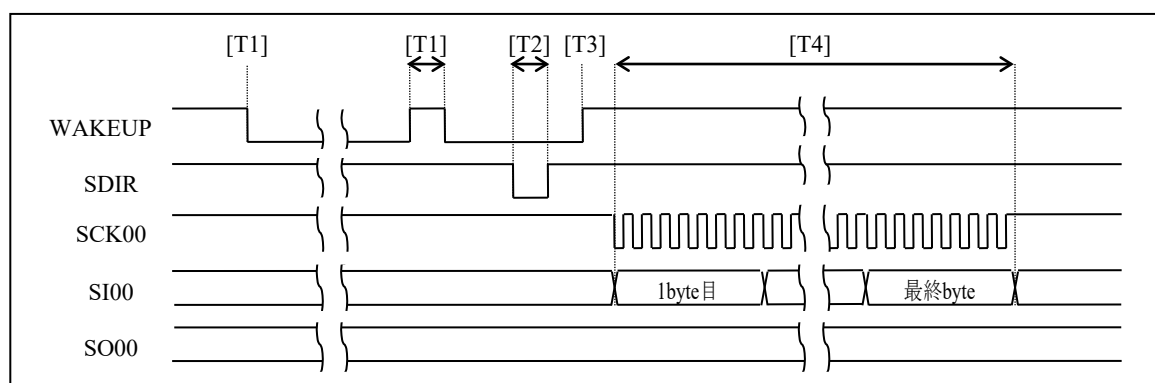 [T1] [T1] [T2] [T3] [T4]
WAKEUP
SDIR
SCK00
SI00 1byte目 最終byte
SO00